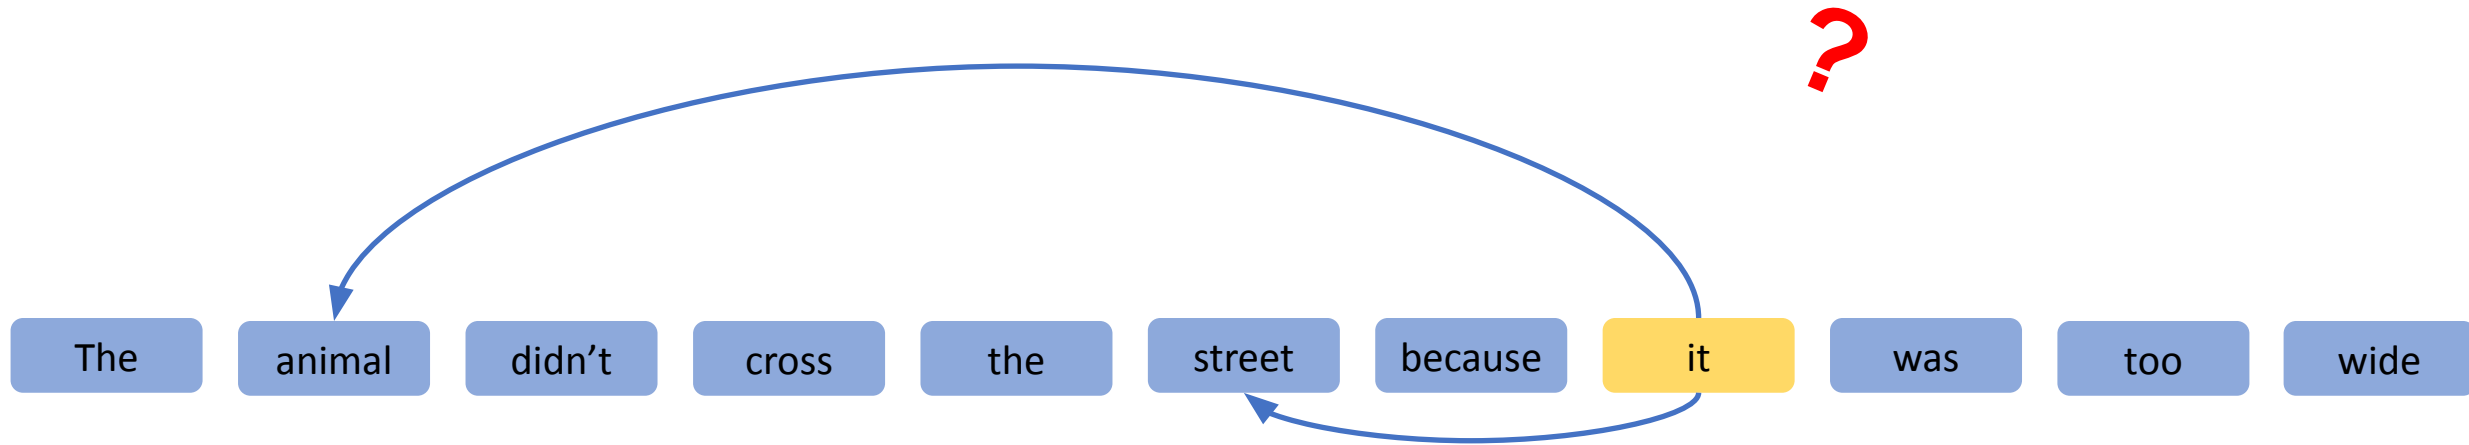 ?
The animal didn’t cross the street because it was too wide